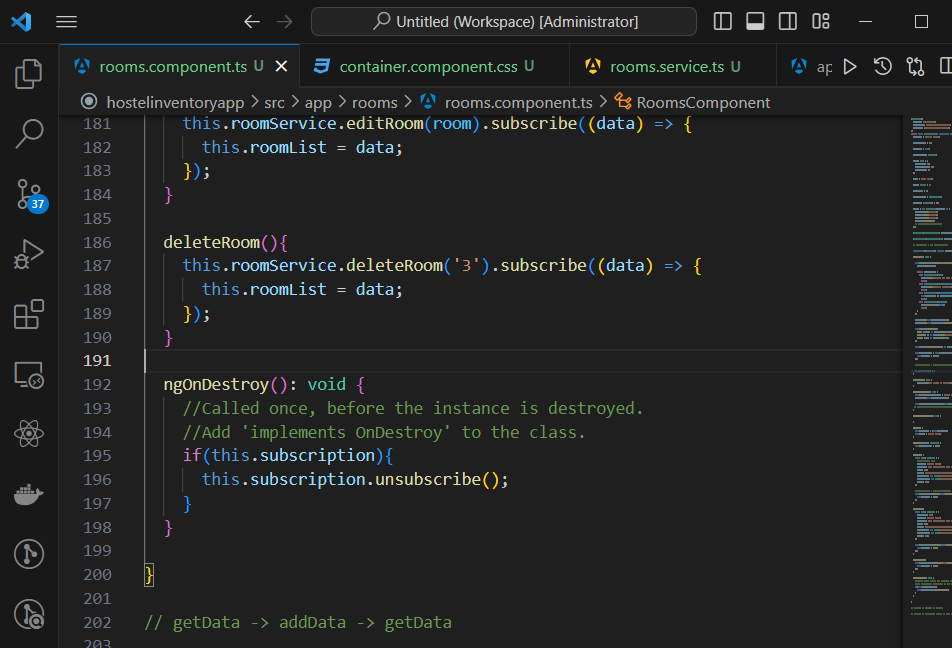 Untitled (Workspace) [Administrator]
rooms.component.ts U
container.component.css U
rooms.service.ts U
ap
hostelinventoryapp > src > app > rooms > rooms.component.ts > RoomsComponent
37
181 this.roomService.editRoom(room).subscribe((data) => {
182 this.roomList = data;
183 });
184 }
185
186 deleteRoom(){
187 this.roomService.deleteRoom('3').subscribe((data) => {
188 this.roomList = data;
189 });
190 }
191
192 ngOnDestroy(): void {
193 //Called once, before the instance is destroyed.
194 //Add 'implements OnDestroy' to the class.
195 if(this.subscription){
196 this.subscription.unsubscribe();
197 }
198 }
199
200 }
201
202 // getData -> addData -> getData
203